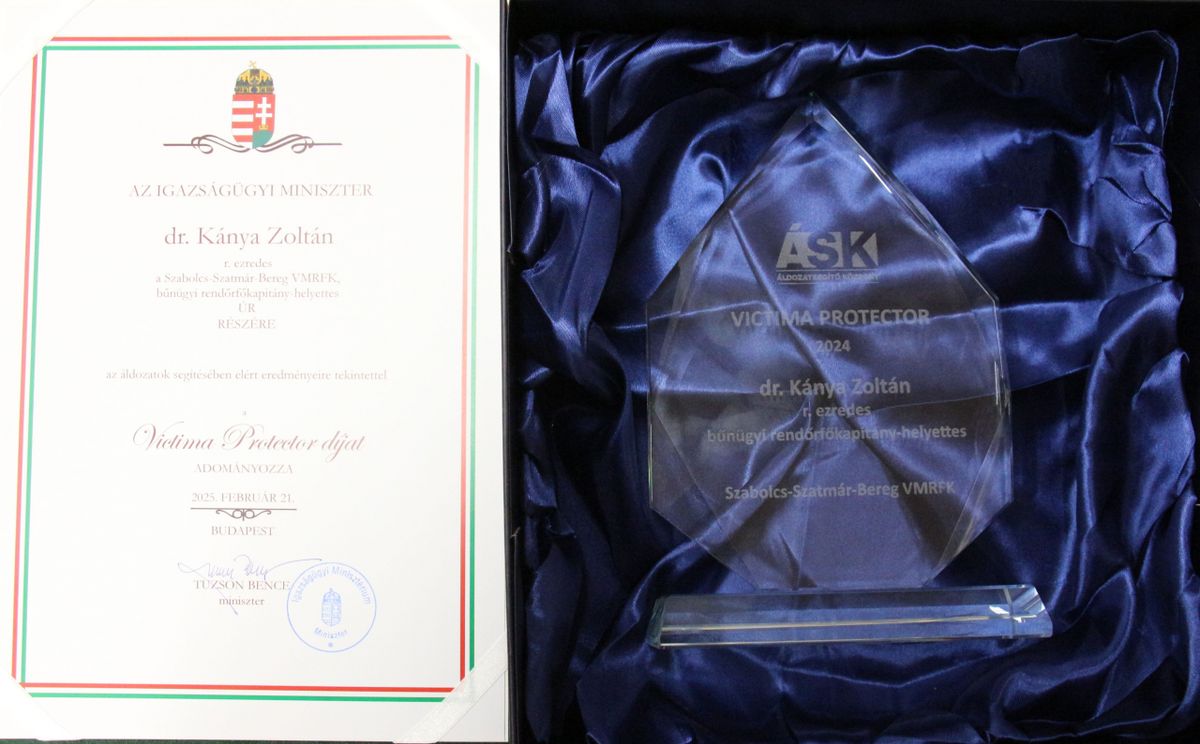 AZ IGAZSÁGÜGYI MINISZTER
dr. Kánya Zoltán
r. ezredes
a Szabolcs-Szatmár-Bereg VMRFK,
bűnügyi rendőrfőkapitány-helyettes
ÚR
RÉSZÉRE
az áldozatok segítésében elért eredményeire tekintettel
a
Victima Protector díjat
ADOMÁNYOZZA
2025. FEBRUÁR 21.
BUDAPEST
TUZSON BENCE
miniszter
Igazságügyi Minisztérium
Miniszter
ÁSK
ÁLDOZATSEGÍTŐ KÖZPONT
VICTIMA PROTECTOR
2024
dr. Kánya Zoltán
r. ezredes
bűnügyi rendőrfőkapitány-helyettes
Szabolcs-Szatmár-Bereg VMRFK